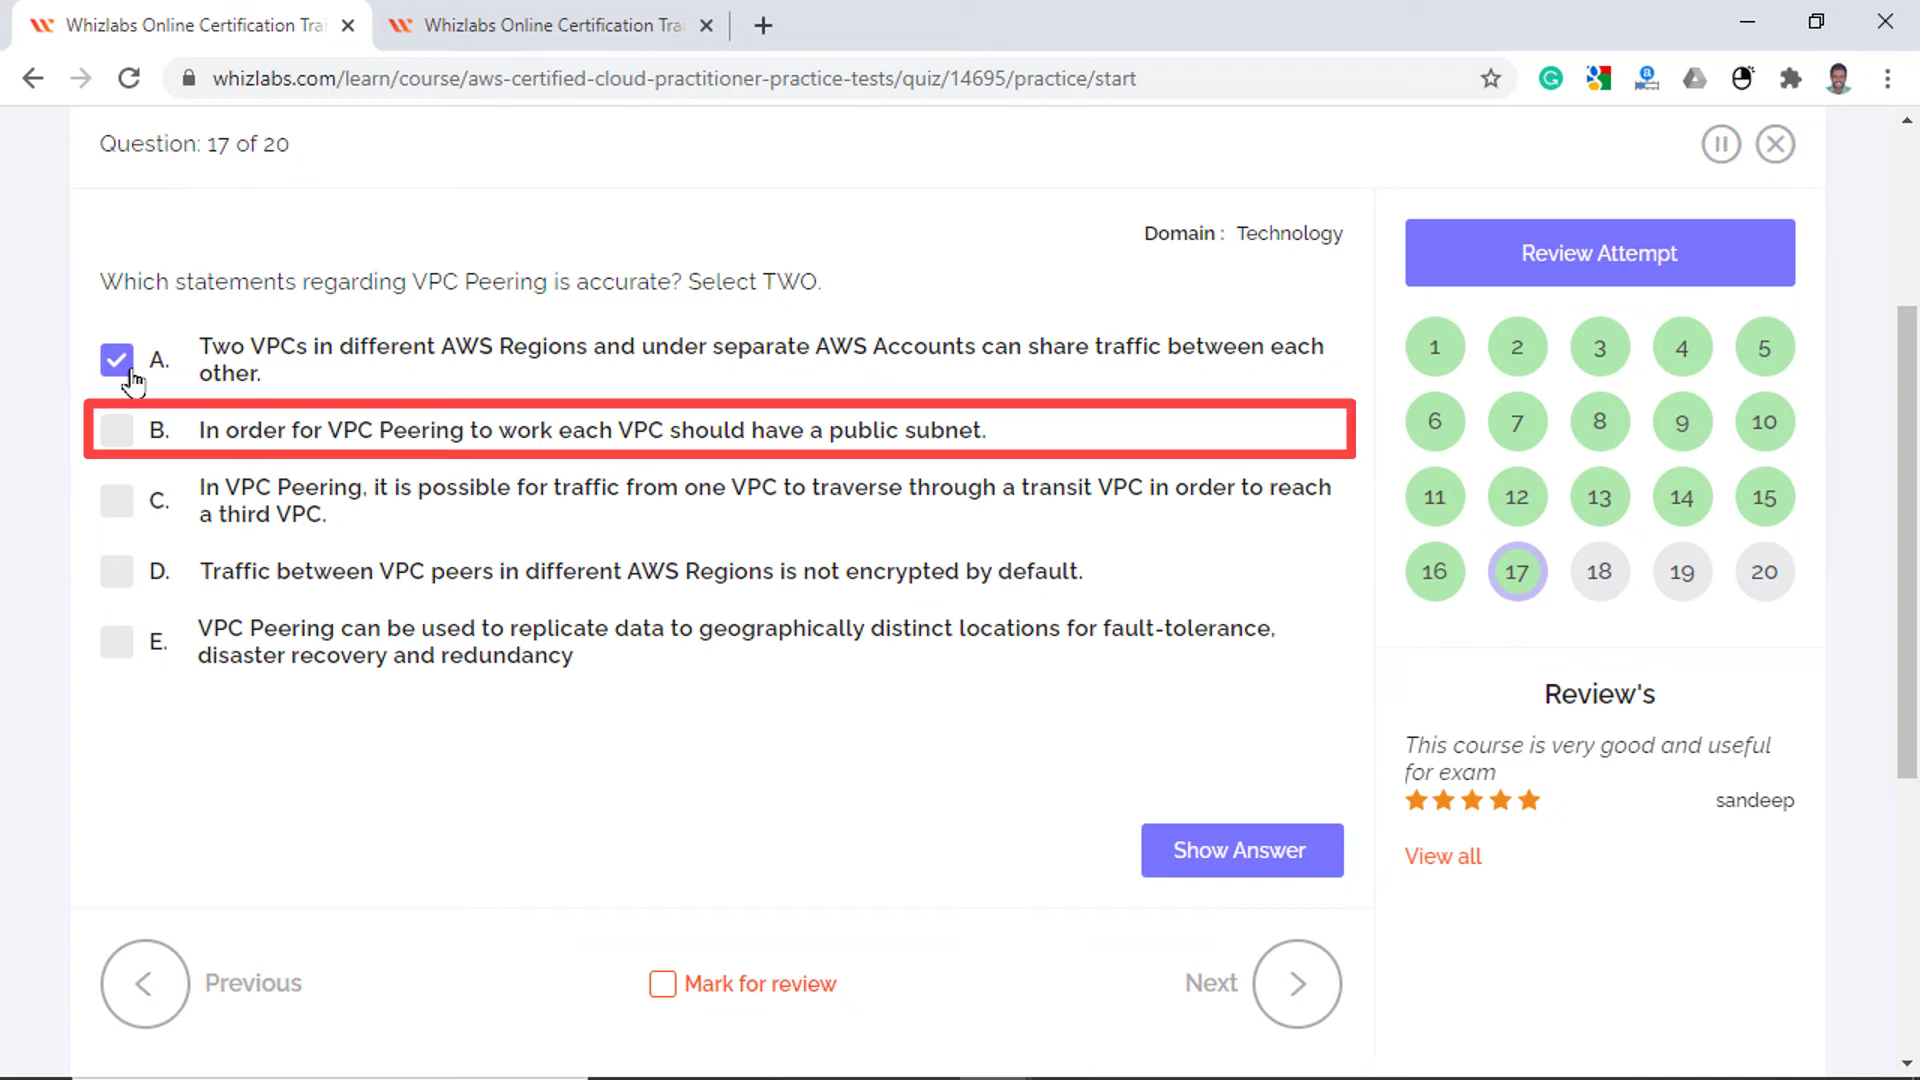 Whizlabs Online Certification Trai
Whizlabs Online Certification Trai
whizlabs.com/learn/course/aws-certified-cloud-practitioner-practice-tests/quiz/14695/practice/start
Question: 17 of 20
Domain : Technology
Which statements regarding VPC Peering is accurate? Select TWO.
A. Two VPCs in different AWS Regions and under separate AWS Accounts can share traffic between each
other.
B. In order for VPC Peering to work each VPC should have a public subnet.
C. In VPC Peering, it is possible for traffic from one VPC to traverse through a transit VPC in order to reach
a third VPC.
D. Traffic between VPC peers in different AWS Regions is not encrypted by default.
E. VPC Peering can be used to replicate data to geographically distinct locations for fault-tolerance,
disaster recovery and redundancy
Show Answer
Previous
Mark for review
Next
Review Attempt
1 2 3 4 5
6 7 8 9 10
11 12 13 14 15
16 17 18 19 20
Review's
This course is very good and useful
for exam
sandeep
View all